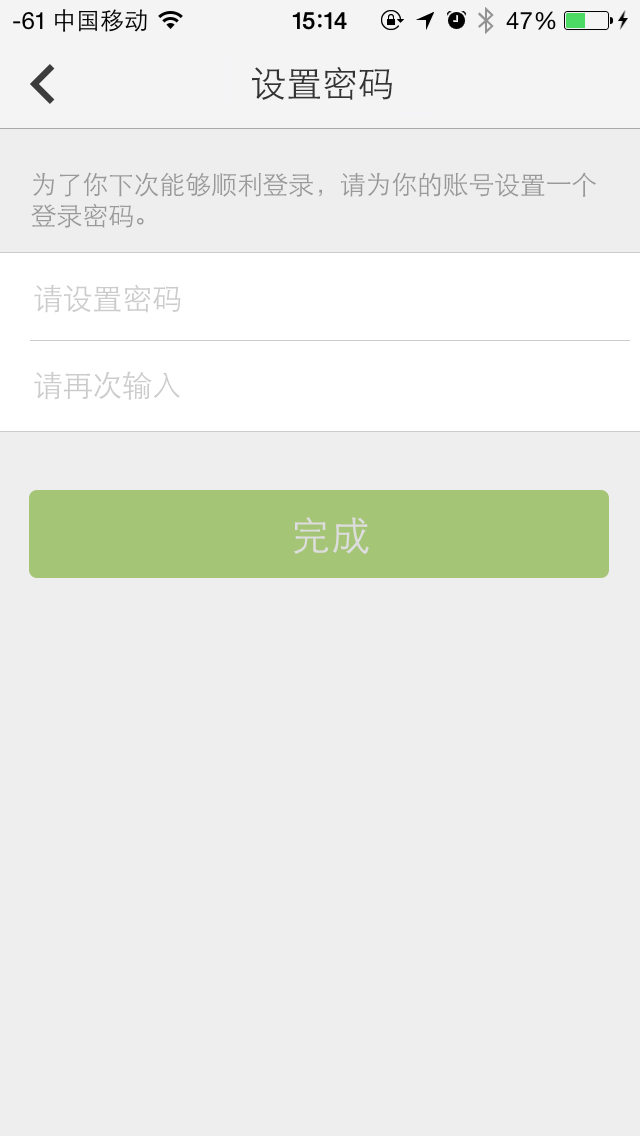 -61 中国移动 15:14 47%
设置密码
为了你下次能够顺利登录，请为你的账号设置一个
登录密码。
请设置密码
请再次输入
完成